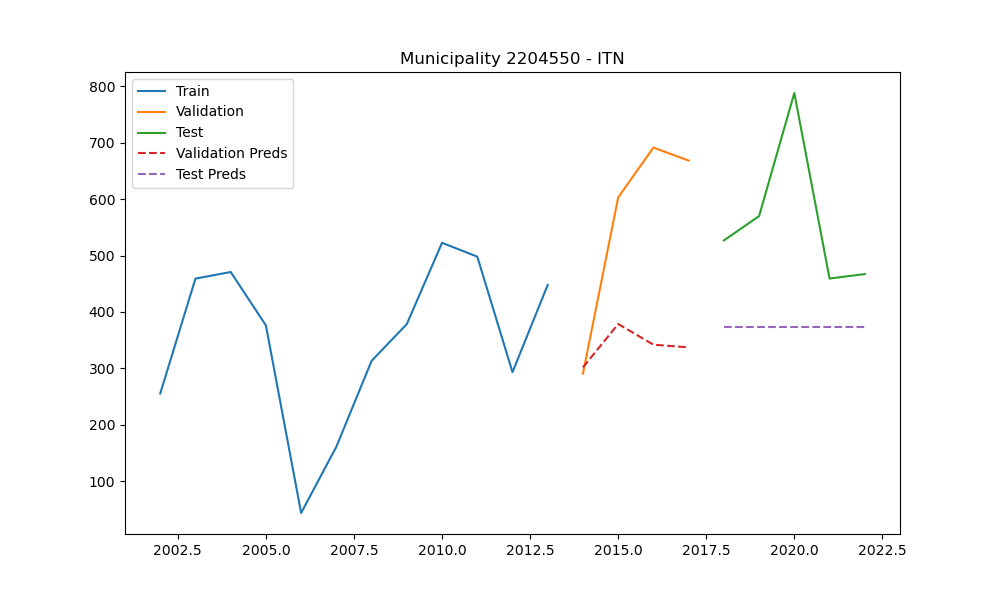 Municipality 2204550 - ITN
Train
Validation
Test
Validation Preds
Test Preds
800
700
600
500
400
300
200
100
2002.5 2005.0 2007.5 2010.0 2012.5 2015.0 2017.5 2020.0 2022.5